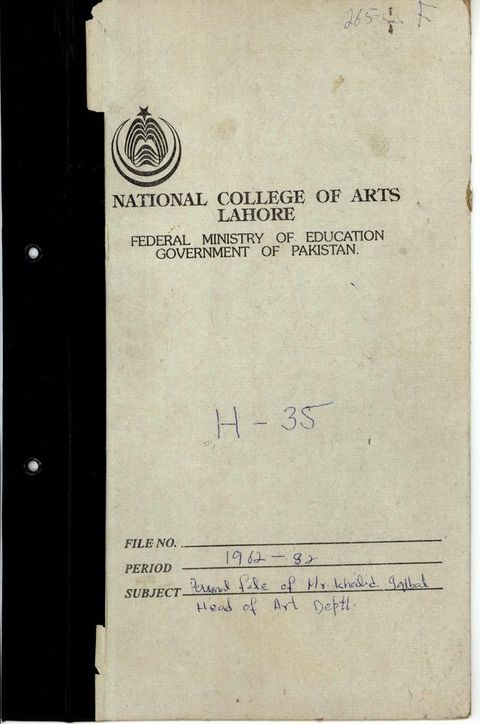 265- F
NATIONAL COLLEGE OF ARTS
LAHORE
FEDERAL MINISTRY OF EDUCATION
GOVERNMENT OF PAKISTAN.
H - 35
FILE NO.
PERIOD 1962 - 82
SUBJECT Personal file of Mr. Khalid Iqbal
Head of Art Deptt.